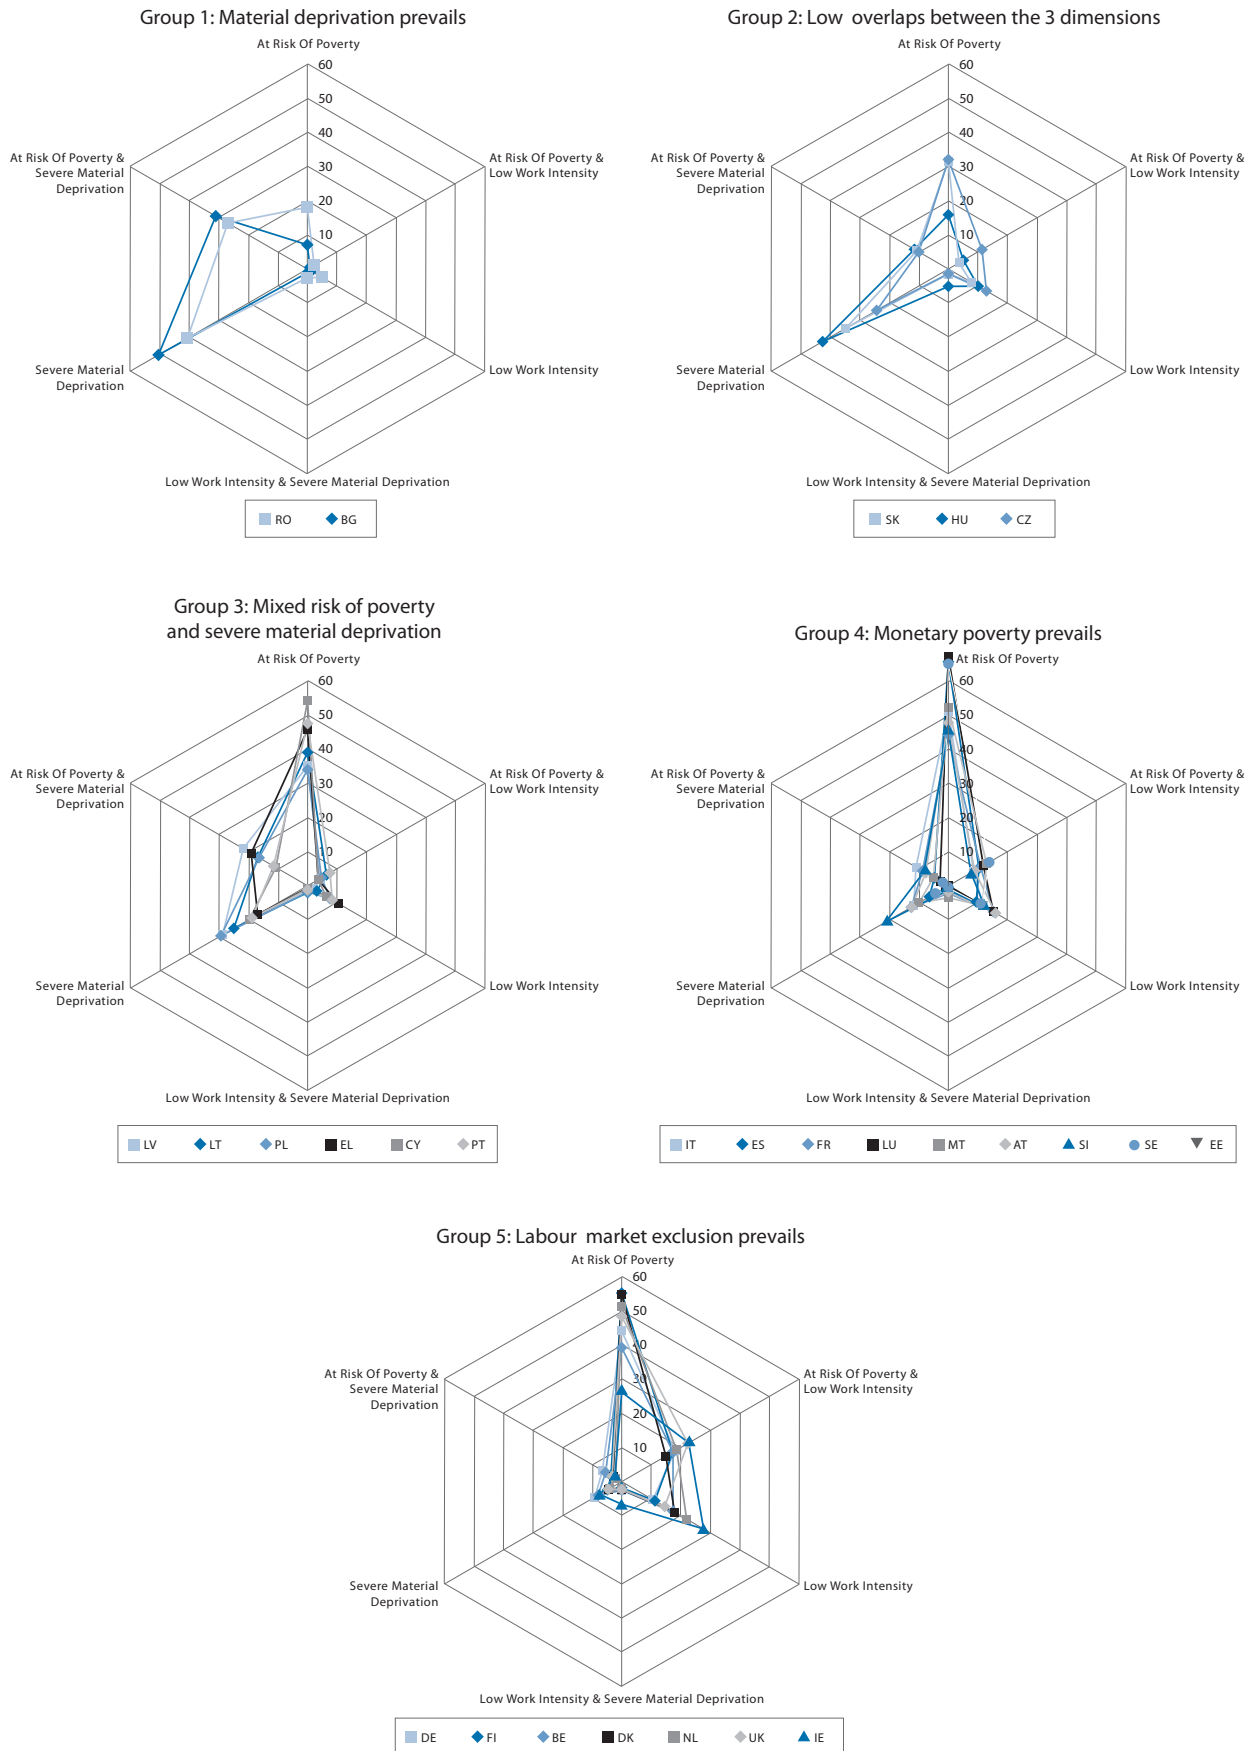 Group 1: Material deprivation prevails
At Risk Of Poverty
60
50
40
30
20
10
At Risk Of Poverty &
Severe Material
Deprivation
At Risk Of Poverty &
Low Work Intensity
Severe Material
Deprivation
Low Work Intensity
Low Work Intensity & Severe Material Deprivation
RO BG
Group 2: Low overlaps between the 3 dimensions
At Risk Of Poverty
60
50
40
30
20
10
At Risk Of Poverty &
Severe Material
Deprivation
At Risk Of Poverty &
Low Work Intensity
Severe Material
Deprivation
Low Work Intensity
Low Work Intensity & Severe Material Deprivation
SK HU CZ
Group 3: Mixed risk of poverty
and severe material deprivation
At Risk Of Poverty
60
50
40
30
20
10
At Risk Of Poverty &
Severe Material
Deprivation
At Risk Of Poverty &
Low Work Intensity
Severe Material
Deprivation
Low Work Intensity
Low Work Intensity & Severe Material Deprivation
LV LT PL EL CY PT
Group 4: Monetary poverty prevails
At Risk Of Poverty
60
50
40
30
20
10
At Risk Of Poverty &
Severe Material
Deprivation
At Risk Of Poverty &
Low Work Intensity
Severe Material
Deprivation
Low Work Intensity
Low Work Intensity & Severe Material Deprivation
IT ES FR LU MT AT SI SE EE
Group 5: Labour market exclusion prevails
At Risk Of Poverty
60
50
40
30
20
10
At Risk Of Poverty &
Severe Material
Deprivation
At Risk Of Poverty &
Low Work Intensity
Severe Material
Deprivation
Low Work Intensity
Low Work Intensity & Severe Material Deprivation
DE FI BE DK NL UK IE